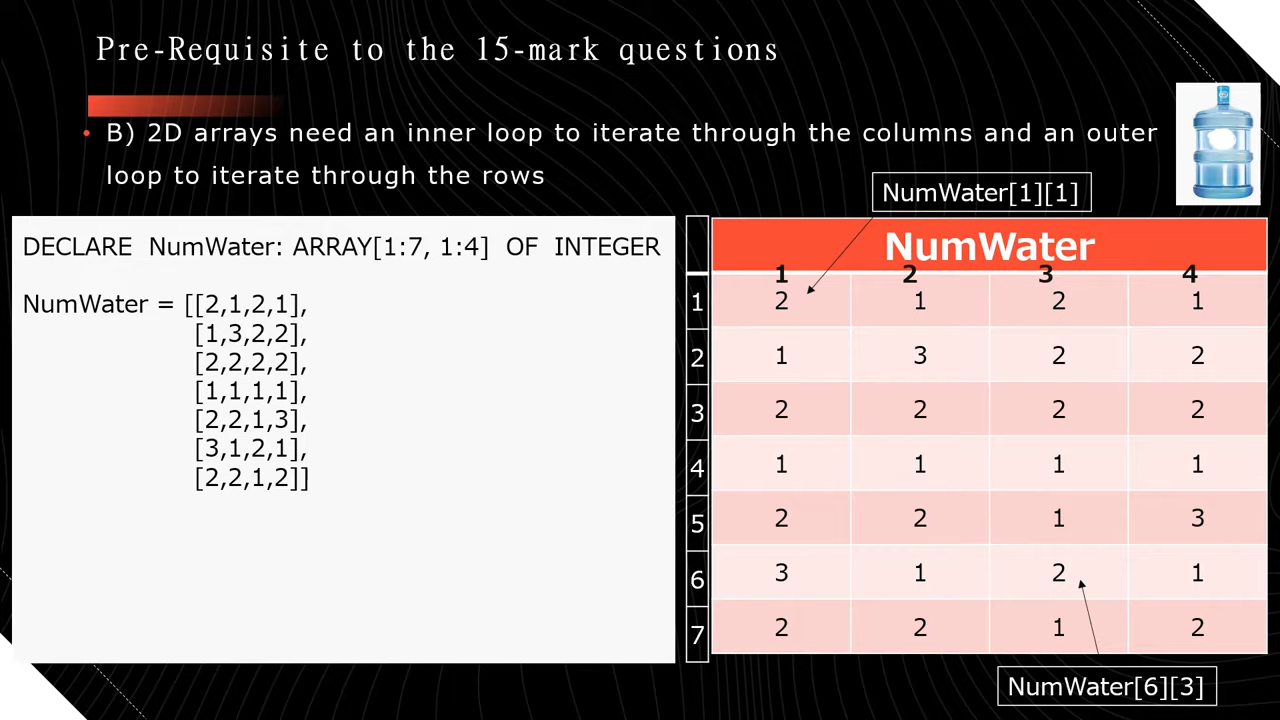 Pre-Requisite to the 15-mark questions
• B) 2D arrays need an inner loop to iterate through the columns and an outer
loop to iterate through the rows
NumWater[1][1]
DECLARE NumWater: ARRAY[1:7, 1:4] OF INTEGER
NumWater = [[2,1,2,1],
[1,3,2,2],
[2,2,2,2],
[1,1,1,1],
[2,2,1,3],
[3,1,2,1],
[2,2,1,2]]
NumWater
1 2 3 4
1 2 1 2 1
2 1 3 2 2
3 2 2 2 2
4 1 1 1 1
5 2 2 1 3
6 3 1 2 1
7 2 2 1 2
NumWater[6][3]